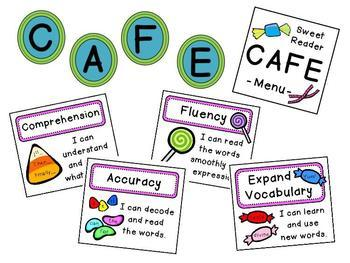 C A F E
Sweet
Reader
CAFE
-Menu-
Comprehension
I can
understand
and
what
Fluency
I can read
the words
smoothly
expressi
Accuracy
I can decode
and read
the words.
Expand
Vocabulary
I can learn
and use
new words.